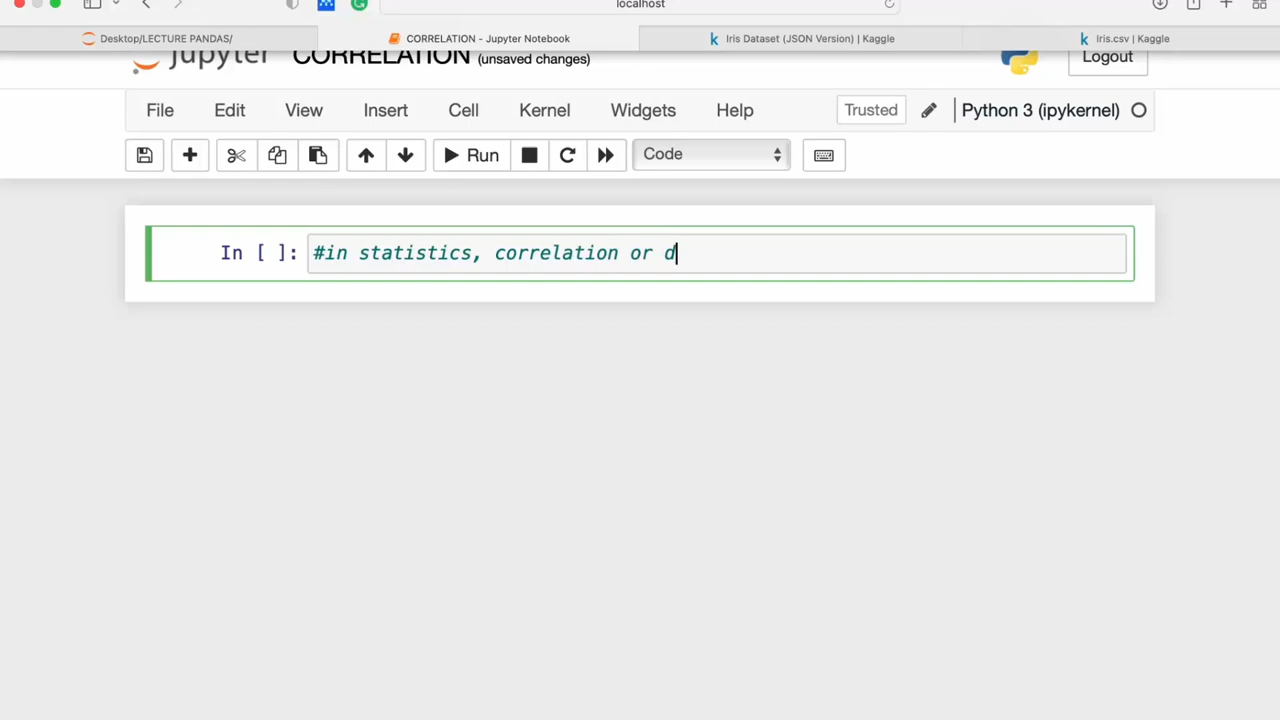 localhost
Desktop/LECTURE PANDAS/
CORRELATION - Jupyter Notebook
Iris Dataset (JSON Version) | Kaggle
Iris.csv | Kaggle
jupyter CORRELATION (unsaved changes)
Logout
File Edit View Insert Cell Kernel Widgets Help
Trusted
Python 3 (ipykernel)
Run
Code
In [ ]: #in statistics, correlation or d